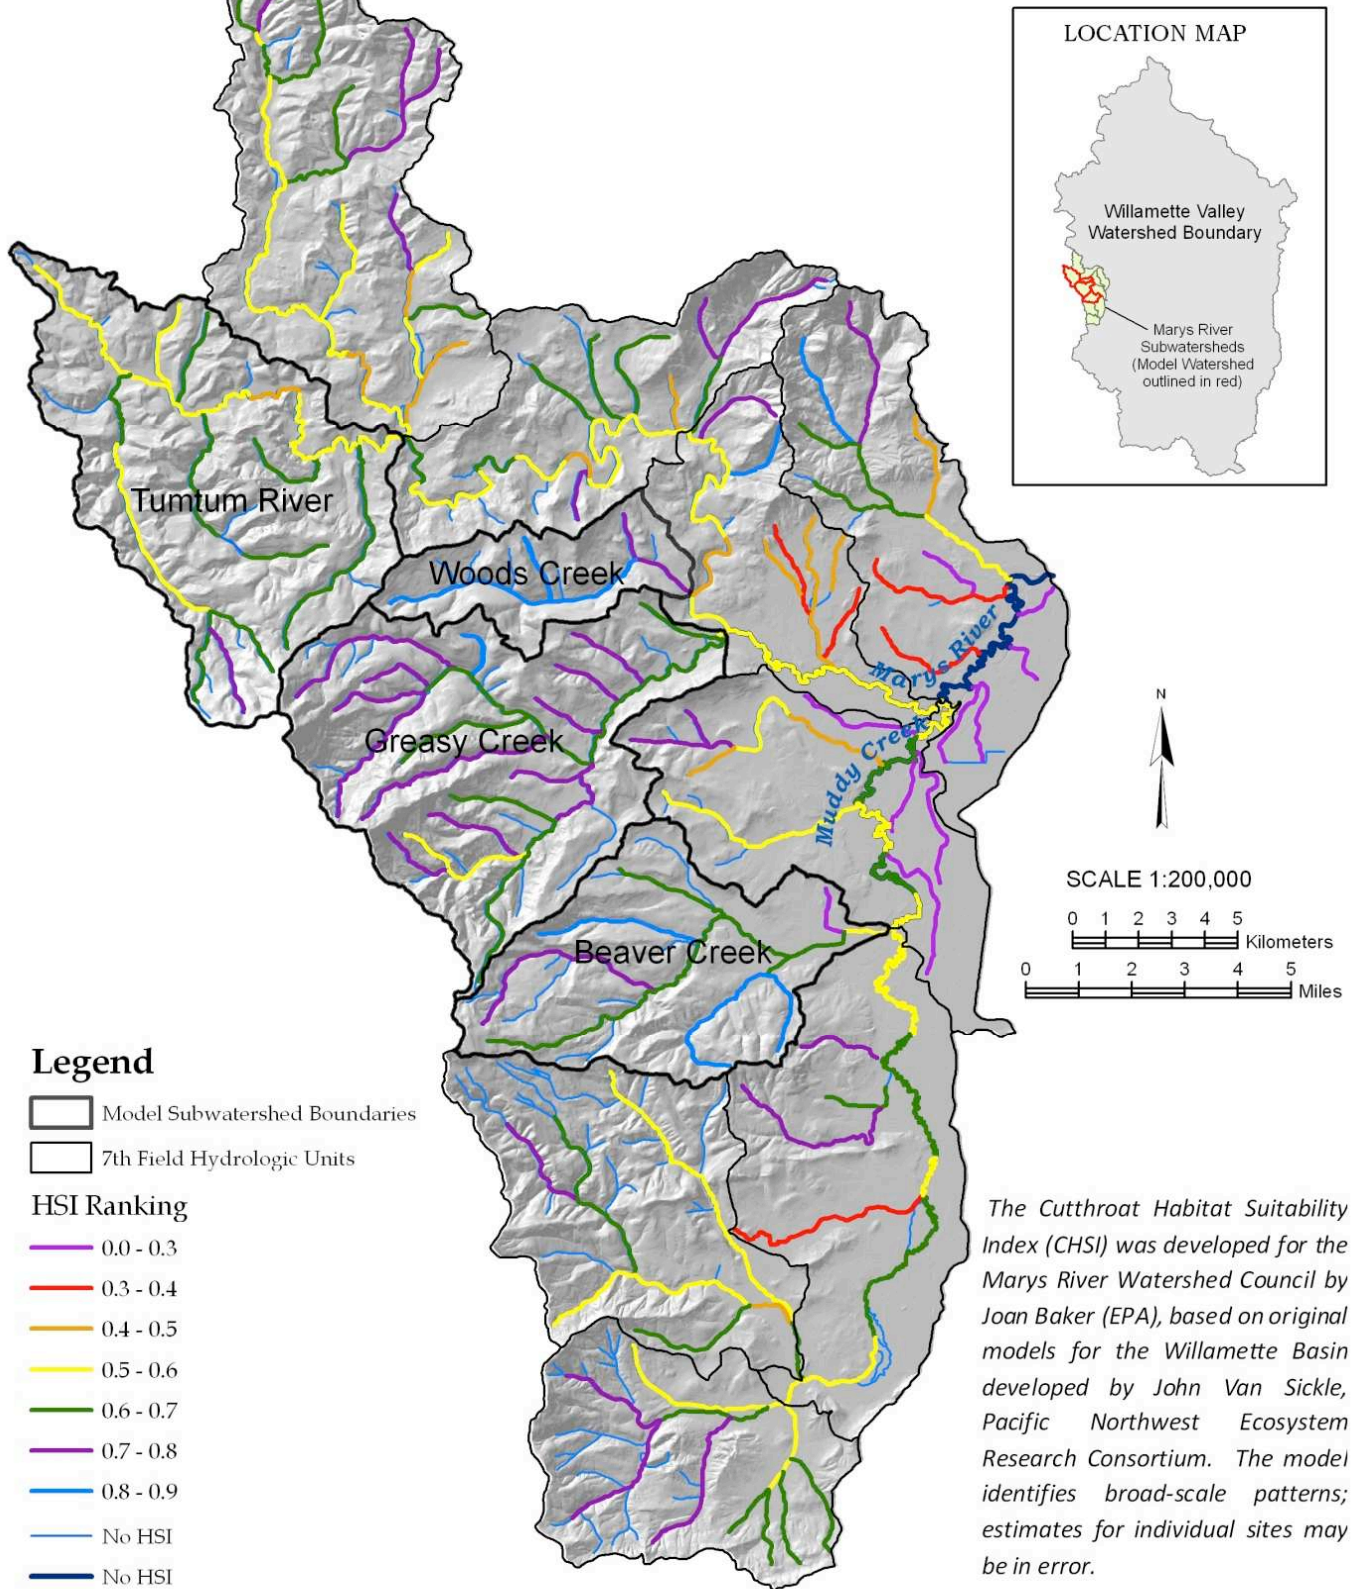 LOCATION MAP
Willamette Valley
Watershed Boundary
Marys River
Subwatersheds
(Model Watershed
outlined in red)
Tumtum River
Woods Creek
Marys River
Greasy Creek
Muddy Creek
Beaver Creek
N
SCALE 1:200,000
0 1 2 3 4 5
Kilometers
0 1 2 3 4 5
Miles
Legend
Model Subwatershed Boundaries
7th Field Hydrologic Units
HSI Ranking
0.0 - 0.3
0.3 - 0.4
0.4 - 0.5
0.5 - 0.6
0.6 - 0.7
0.7 - 0.8
0.8 - 0.9
No HSI
No HSI
The Cutthroat Habitat Suitability
Index (CHSI) was developed for the
Marys River Watershed Council by
Joan Baker (EPA), based on original
models for the Willamette Basin
developed by John Van Sickle,
Pacific Northwest Ecosystem
Research Consortium. The model
identifies broad-scale patterns;
estimates for individual sites may
be in error.